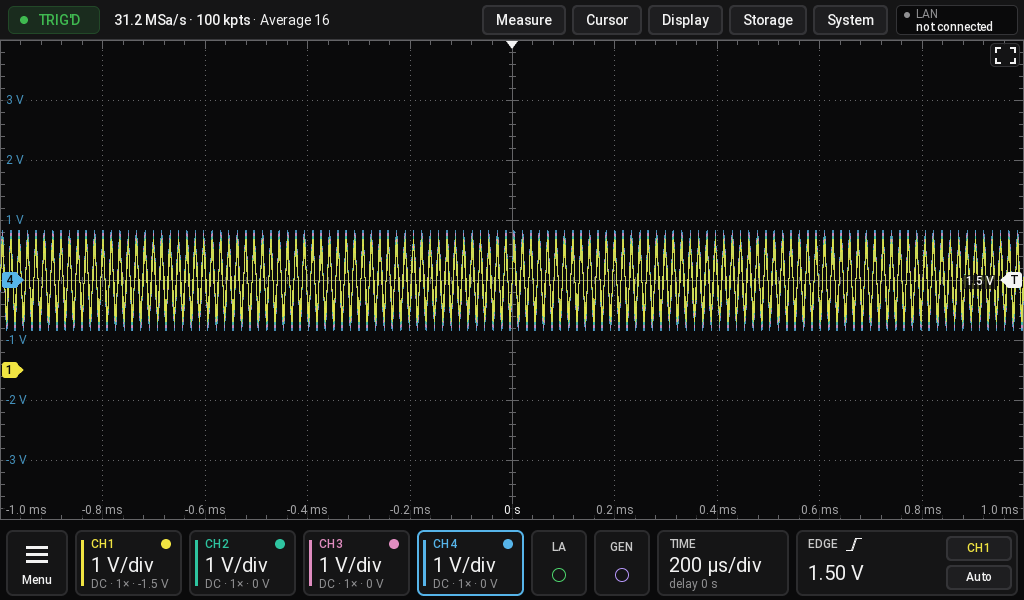 TRIG'D
31.2 MSa/s · 100 kpts · Average 16
Measure
Cursor
Display
Storage
System
LAN
not connected
3 V
2 V
1 V
4
1.5 V
T
-1 V
1
-2 V
-3 V
-1.0 ms
-0.8 ms
-0.6 ms
-0.4 ms
-0.2 ms
0 s
0.2 ms
0.4 ms
0.6 ms
0.8 ms
1.0 ms
Menu
CH1
1 V/div
DC · 1× · -1.5 V
CH2
1 V/div
DC · 1× · 0 V
CH3
1 V/div
DC · 1× · 0 V
CH4
1 V/div
DC · 1× · 0 V
LA
GEN
TIME
200 µs/div
delay 0 s
EDGE
1.50 V
CH1
Auto